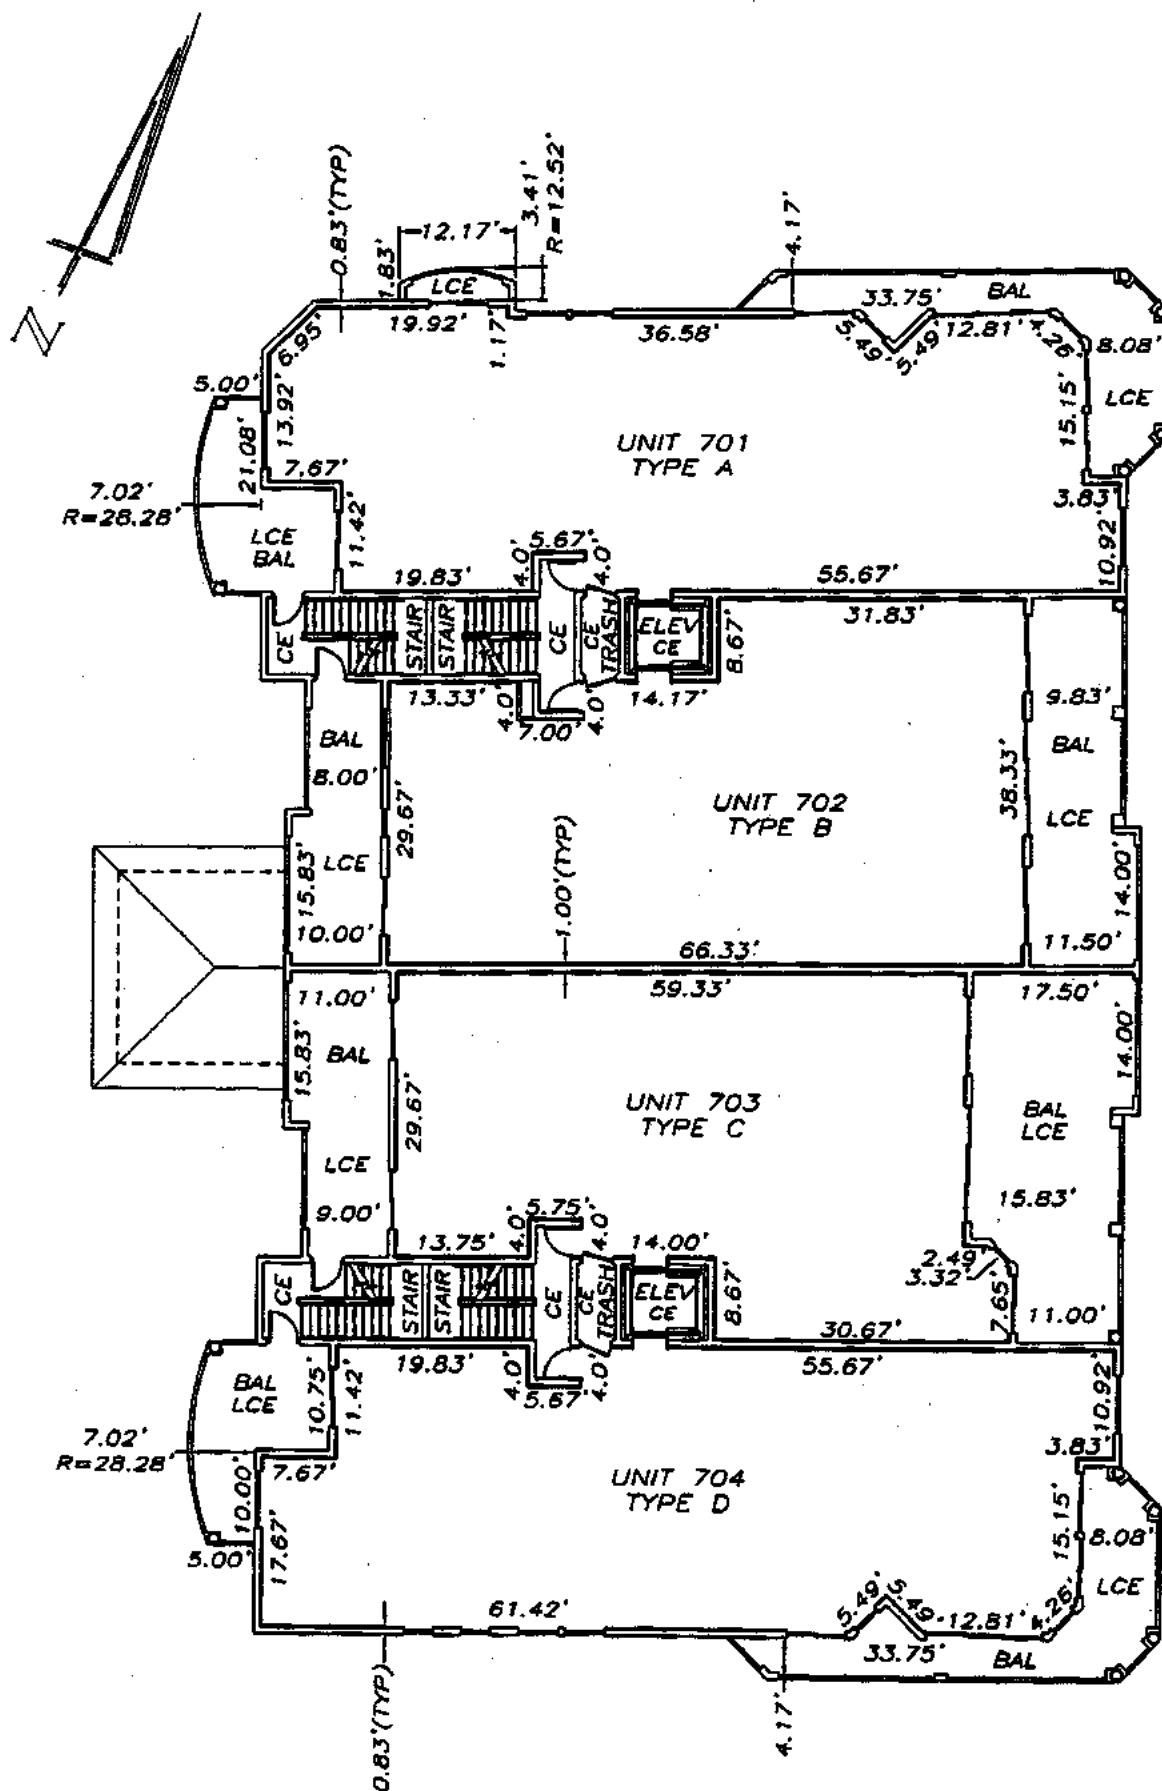 N
0.83'(TYP)
12.17'
3.41'
R=12.52'
1.83'
LCE
4.17'
19.92'
1.17'
36.58'
33.75'
BAL
6.95'
5.49'
5.49'
12.81'
4.26'
8.08'
5.00'
13.92'
21.08'
7.67'
UNIT 701
TYPE A
15.15'
LCE
7.02'
R=28.28'
3.83'
LCE
BAL
11.42'
5.67'
10.92'
19.83'
4.0'
4.0'
55.67'
31.83'
CE
STAIR
STAIR
CE
CE
TRASH
ELEV
CE
8.67'
13.33'
4.0'
7.00'
4.0'
14.17'
9.83'
BAL
8.00'
BAL
29.67'
UNIT 702
TYPE B
38.33'
LCE
15.83'
LCE
1.00'(TYP)
14.00'
10.00'
66.33'
11.50'
11.00'
59.33'
17.50'
15.83'
BAL
14.00'
29.67'
UNIT 703
TYPE C
BAL
LCE
LCE
9.00'
15.83'
5.75'
13.75'
4.0'
4.0'
14.00'
2.49'
3.32'
CE
STAIR
STAIR
CE
CE
TRASH
ELEV
CE
8.67'
7.65'
11.00'
30.67'
19.83'
4.0'
5.67'
4.0'
55.67'
BAL
LCE
10.75'
11.42'
10.92'
7.02'
R=28.28'
7.67'
3.83'
UNIT 704
TYPE D
10.00'
17.67'
5.00'
15.15'
8.08'
LCE
61.42'
5.49'
5.49'
12.81'
4.26'
33.75'
BAL
0.83'(TYP)
4.17'